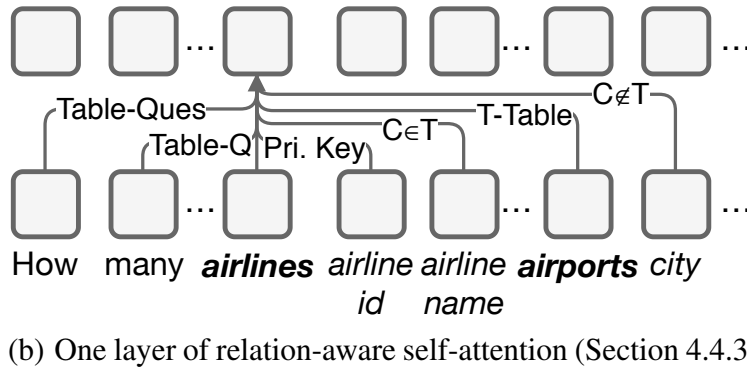 ... ... ...
Table-Ques C∉T
T-Table
Table-Q Pri. Key C∈T
... ... ...
How many airlines airline airline airports city
id name
(b) One layer of relation-aware self-attention (Section 4.4.3